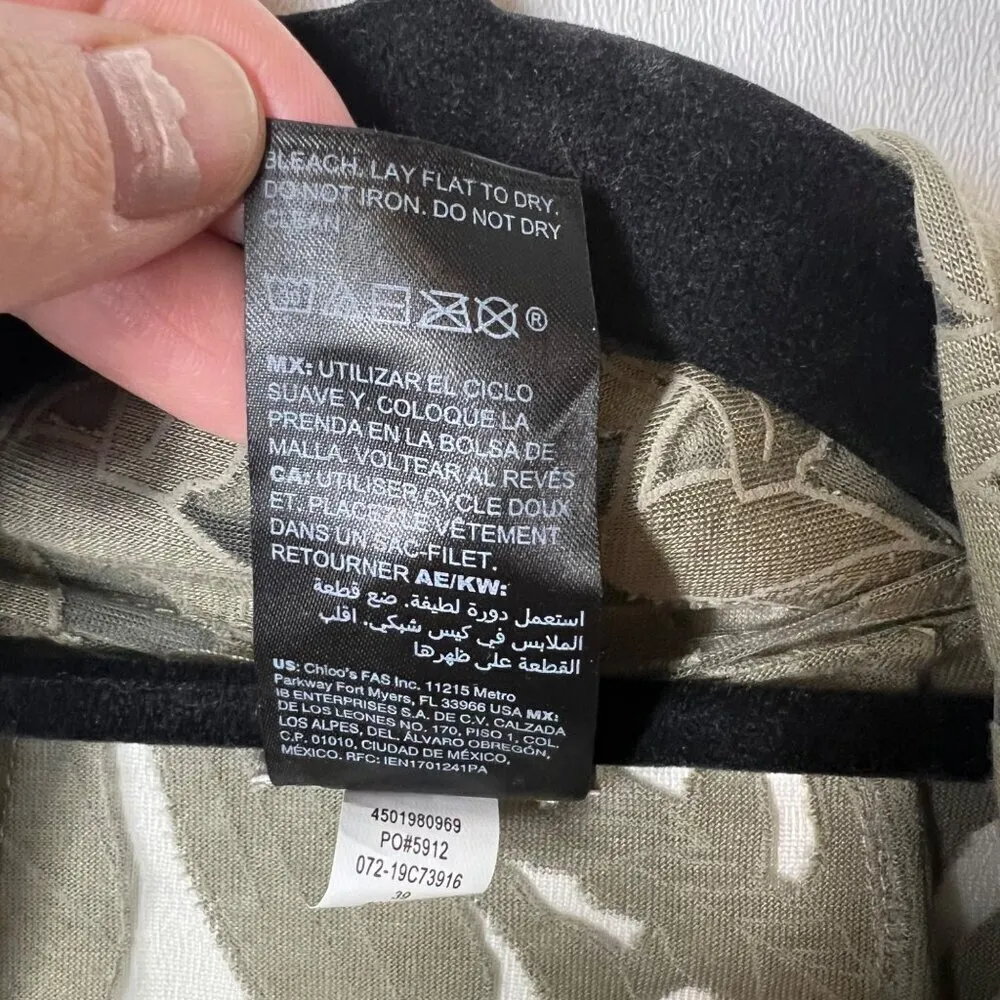 BLEACH. LAY FLAT TO DRY.
DO NOT IRON. DO NOT DRY
CLEAN
®
MX: UTILIZAR EL CICLO
SUAVE Y. COLOQUE LA
PRENDA EN LA BOLSA DE
MALLA. VOLTEAR AL REVÉS
CA: UTILISER CYCLE DOUX
ET. PLACEZ LE VÊTEMENT
DANS UN SAC-FILET.
RETOURNER AE/KW:
استعمل دورة لطيفة. ضع قطعة
الملابس في كيس شبكي. اقلب
القطعة على ظهرها
US: Chico's FAS Inc. 11215 Metro
Parkway Fort Myers, FL 33966 USA MX:
IB ENTERPRISES S.A. DE C.V. CALZADA
DE LOS LEONES NO. 170, PISO 1, COL.
LOS ALPES, DEL. ÁLVARO OBREGÓN,
C.P. 01010, CIUDAD DE MÉXICO,
MÉXICO. RFC: IEN1701241PA
4501980969
PO#5912
072-19C73916
39